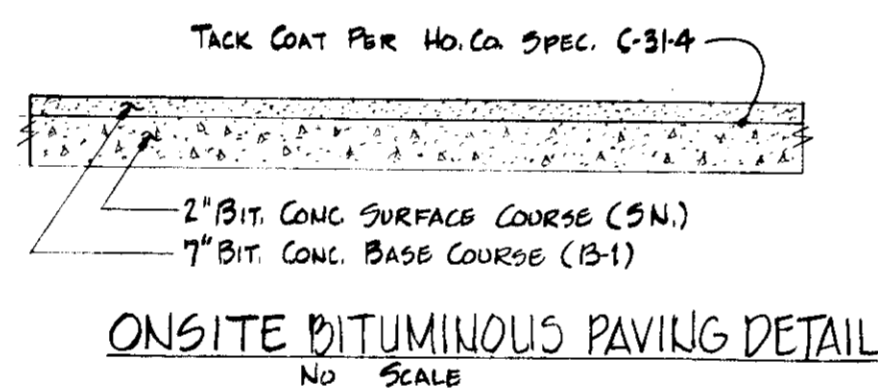 TACK COAT PER HO. CO. SPEC. C-31-4
2" BIT. CONC. SURFACE COURSE (SN.)
7" BIT. CONC. BASE COURSE (B-1)
ONSITE BITUMINOUS PAVING DETAIL
NO SCALE